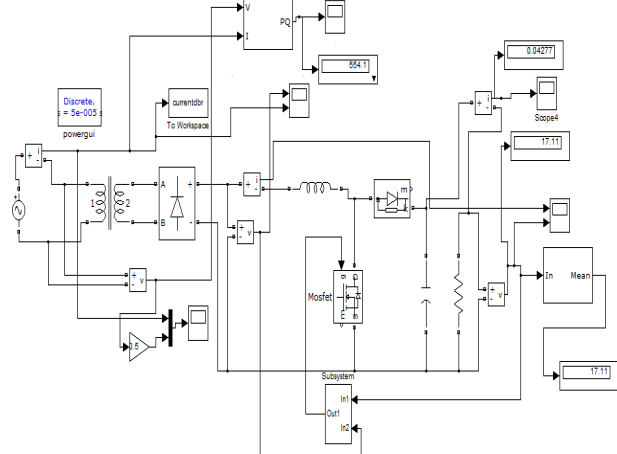 V
I
PQ
554.1
0.04277
Discrete,
s = 5e-005 s
powergui
currentdbr
To Workspace
Scope4
17.11
+ i
-
+ i
-
+ i
-
1 2
A
B
+
-
m
k
+ v
-
Mosfet
+ v
-
+ v
-
In Mean
0.5
17.11
Subsystem
In1
Out1
In2